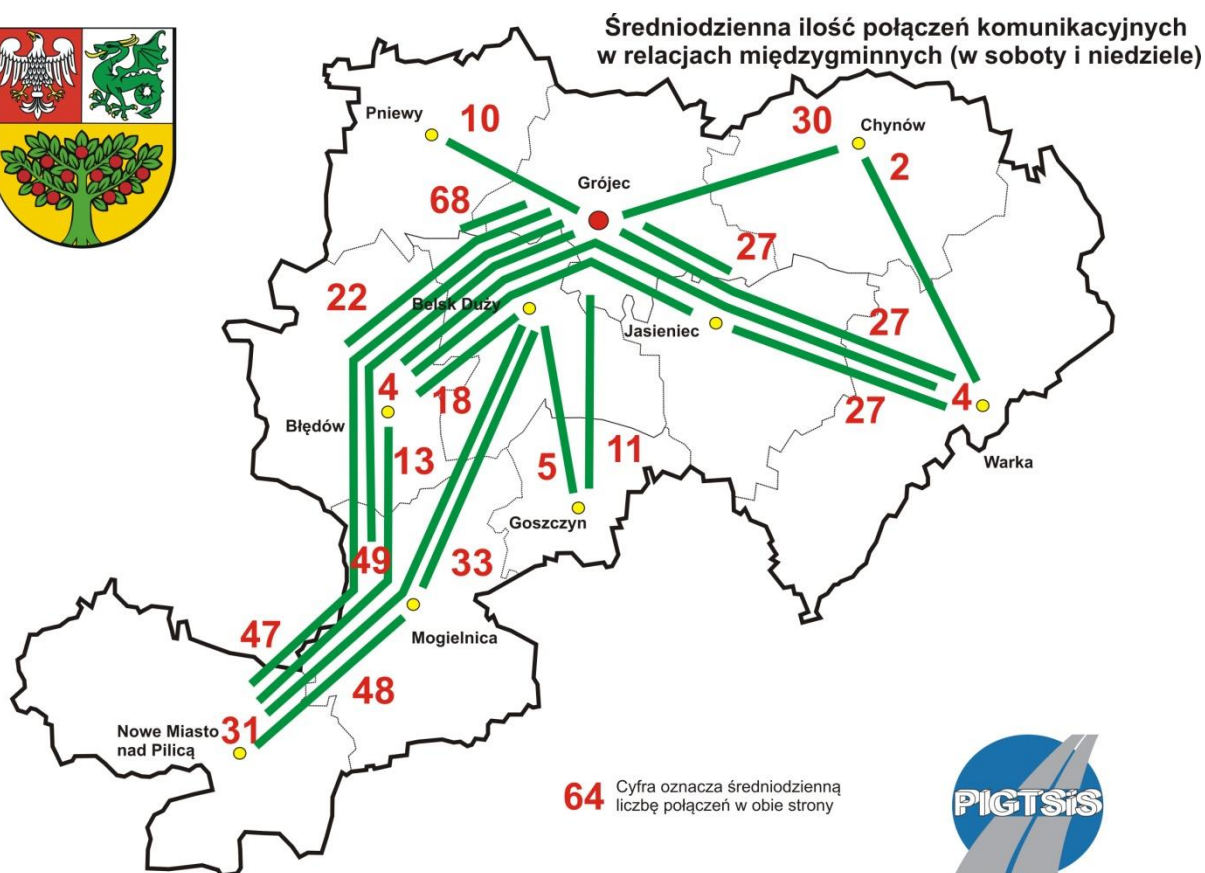 Średniodzienna ilość połączeń komunikacyjnych
w relacjach międzygminnych (w soboty i niedziele)
Pniewy
10
30
Chynów
2
Grójec
68
27
22
Belsk Duży
Jasieniec
27
4
18
27
4
Błędów
13
5
11
Warka
Goszczyn
49
33
47
Mogielnica
48
Nowe Miasto
nad Pilicą
31
64
Cyfra oznacza średniodzienną
liczbę połączeń w obie strony
PIGTSiS